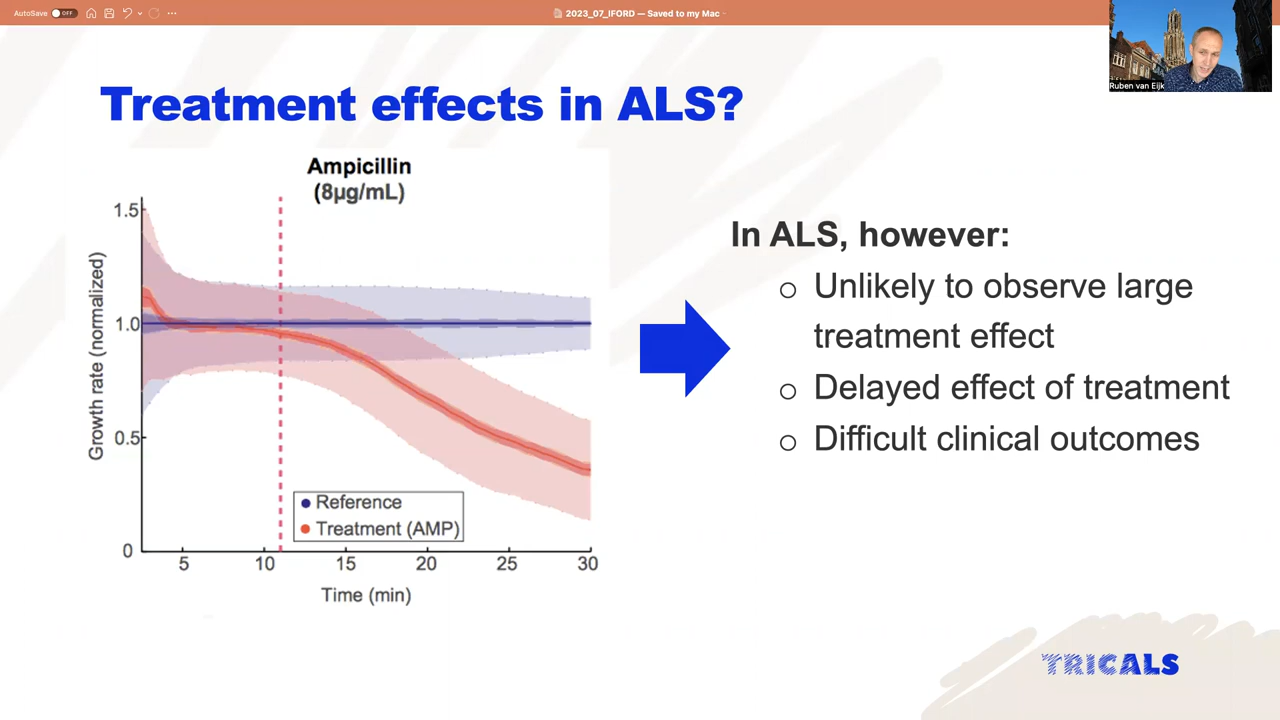 AutoSave OFF
2023_07_IFORD — Saved to my Mac
Ruben van Eijk
Treatment effects in ALS?
Ampicillin
(8µg/mL)
1.5
1.0
0.5
0
Growth rate (normalized)
Reference
Treatment (AMP)
5 10 15 20 25 30
Time (min)
In ALS, however:
Unlikely to observe large
treatment effect
Delayed effect of treatment
Difficult clinical outcomes
TRICALS